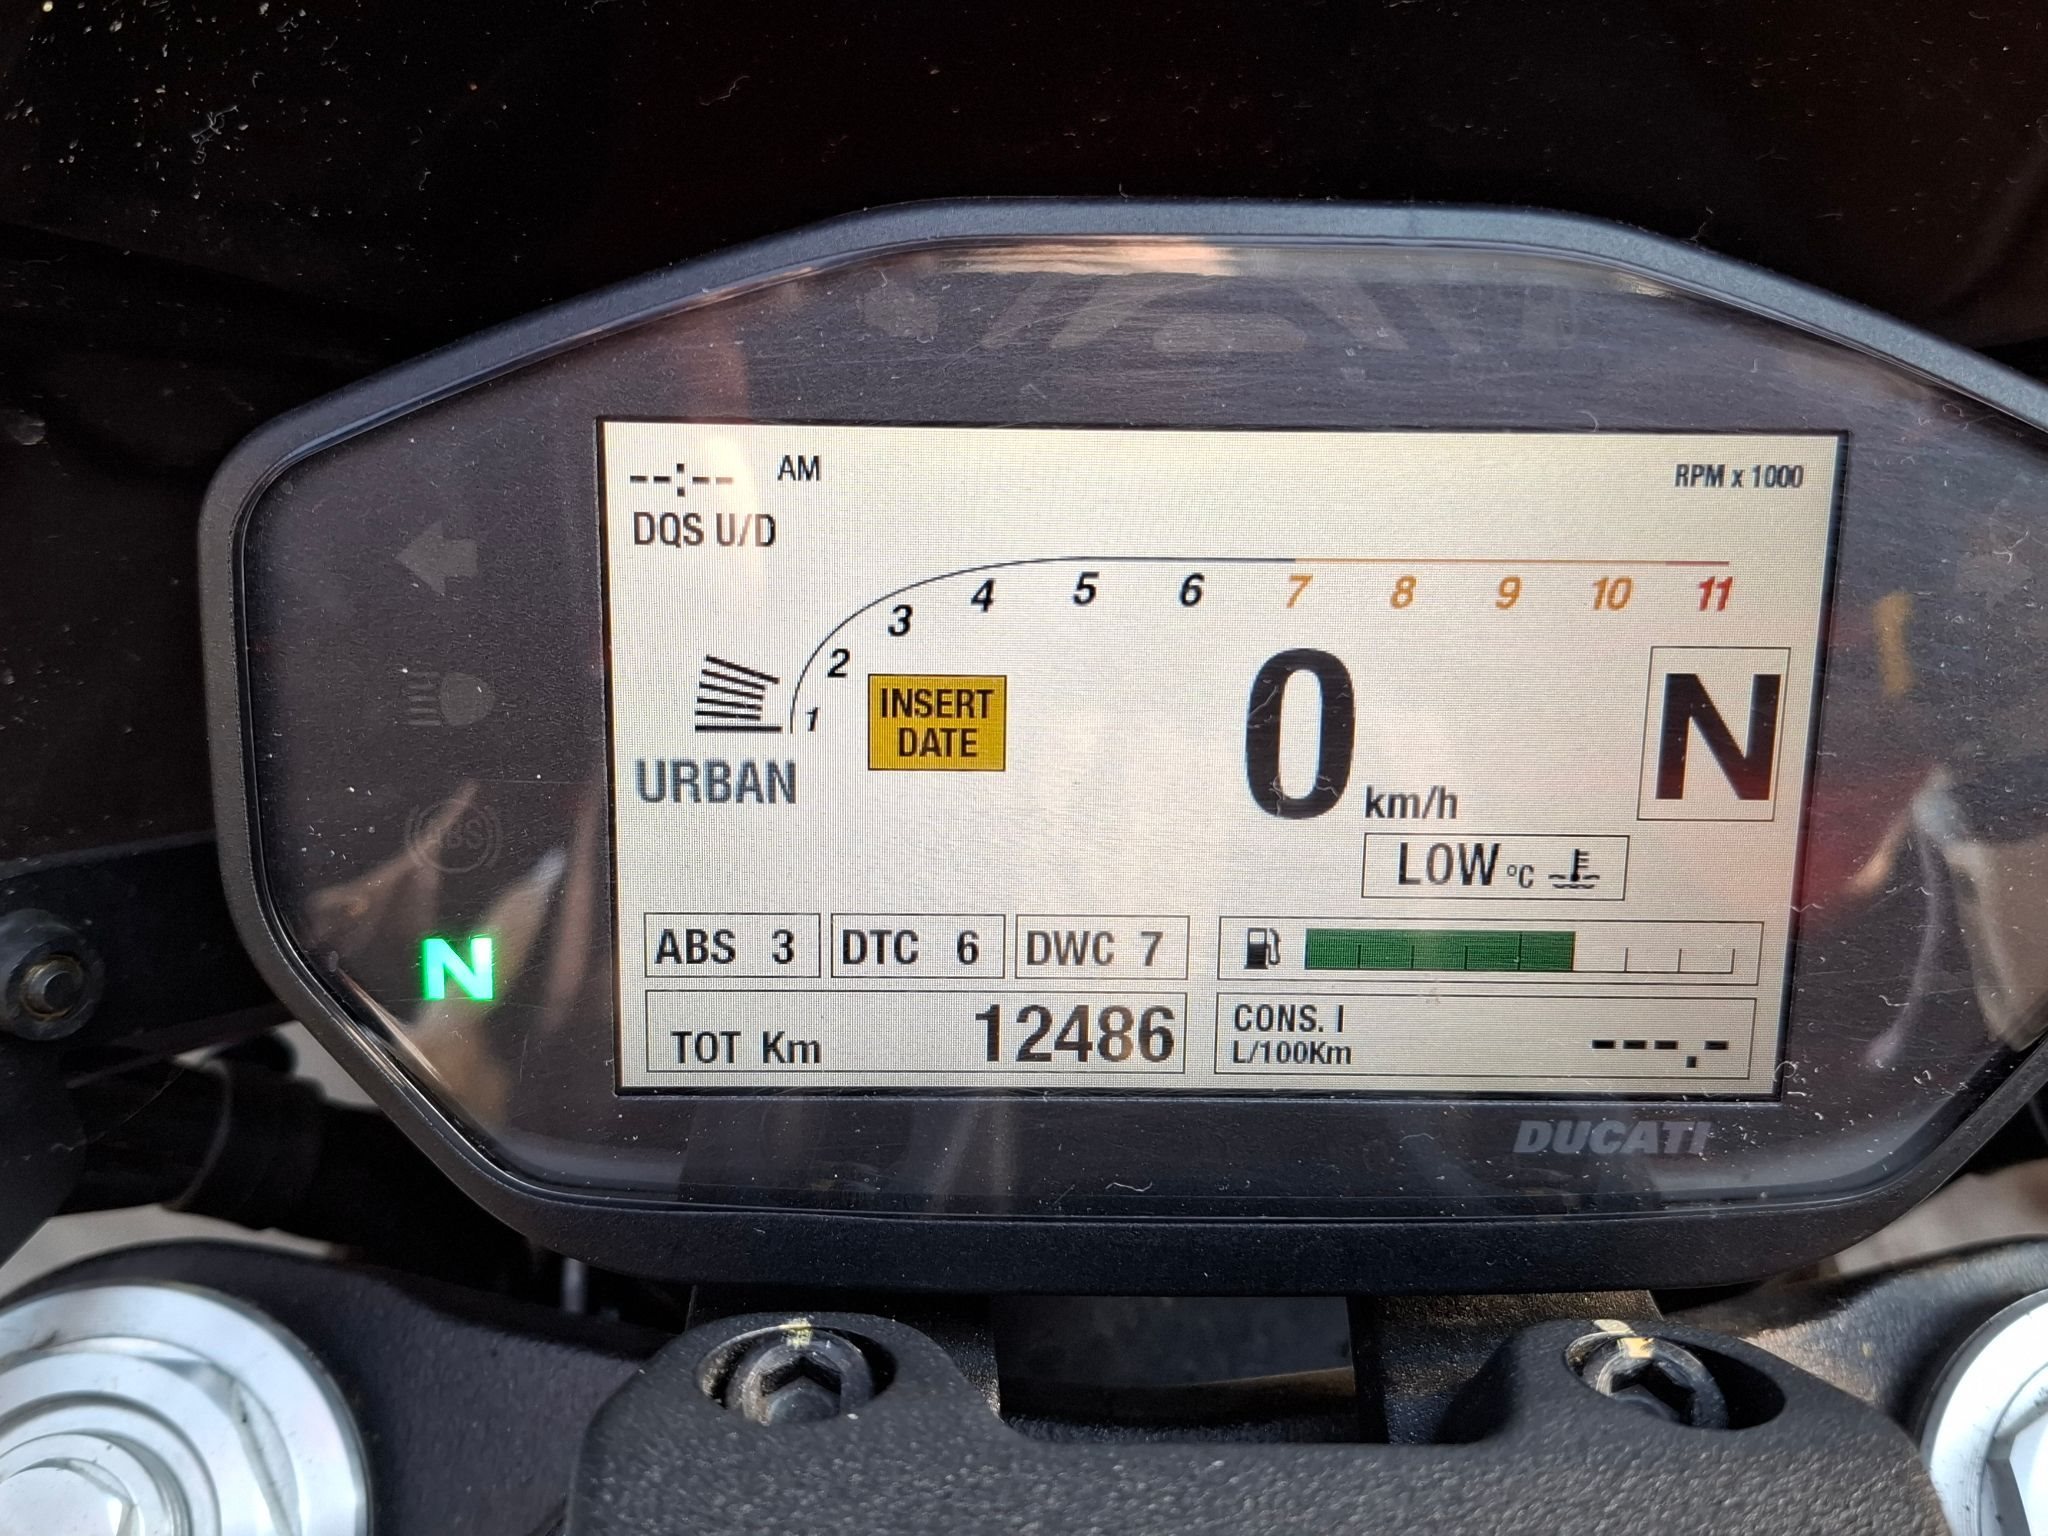 --:-- AM
RPM x 1000
DQS U/D
1 2 3 4 5 6 7 8 9 10 11
INSERT
DATE
0 km/h
N
URBAN
LOW °C
ABS
ABS 3
DTC 6
DWC 7
N
TOT Km 12486
CONS. I
L/100Km ---.-
DUCATI